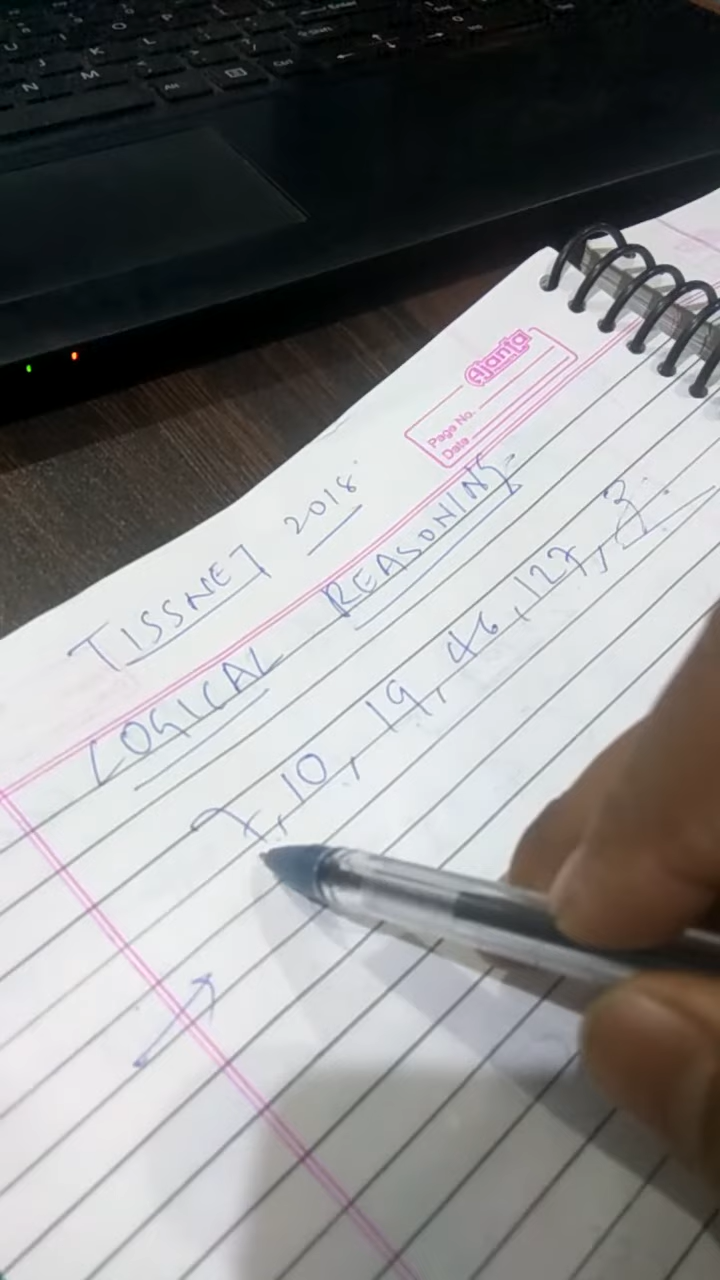 Ajanta
Page No.
Date
TISSNET 2018
LOGICAL REASONING
7, 10, 19, 46, 127, ?